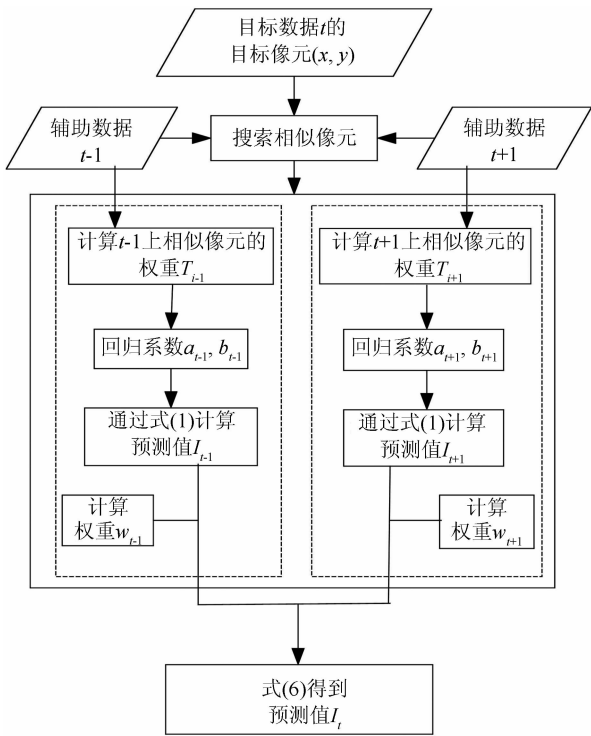 目标数据t的
目标像元(x, y)
辅助数据
t-1
搜索相似像元
辅助数据
t+1
计算t-1上相似像元的
权重Ti-1
计算t+1上相似像元的
权重Ti+1
回归系数at-1, bt-1
回归系数at+1, bt+1
通过式(1)计算
预测值It-1
通过式(1)计算
预测值It+1
计算
权重wt-1
计算
权重wt+1
式(6)得到
预测值It